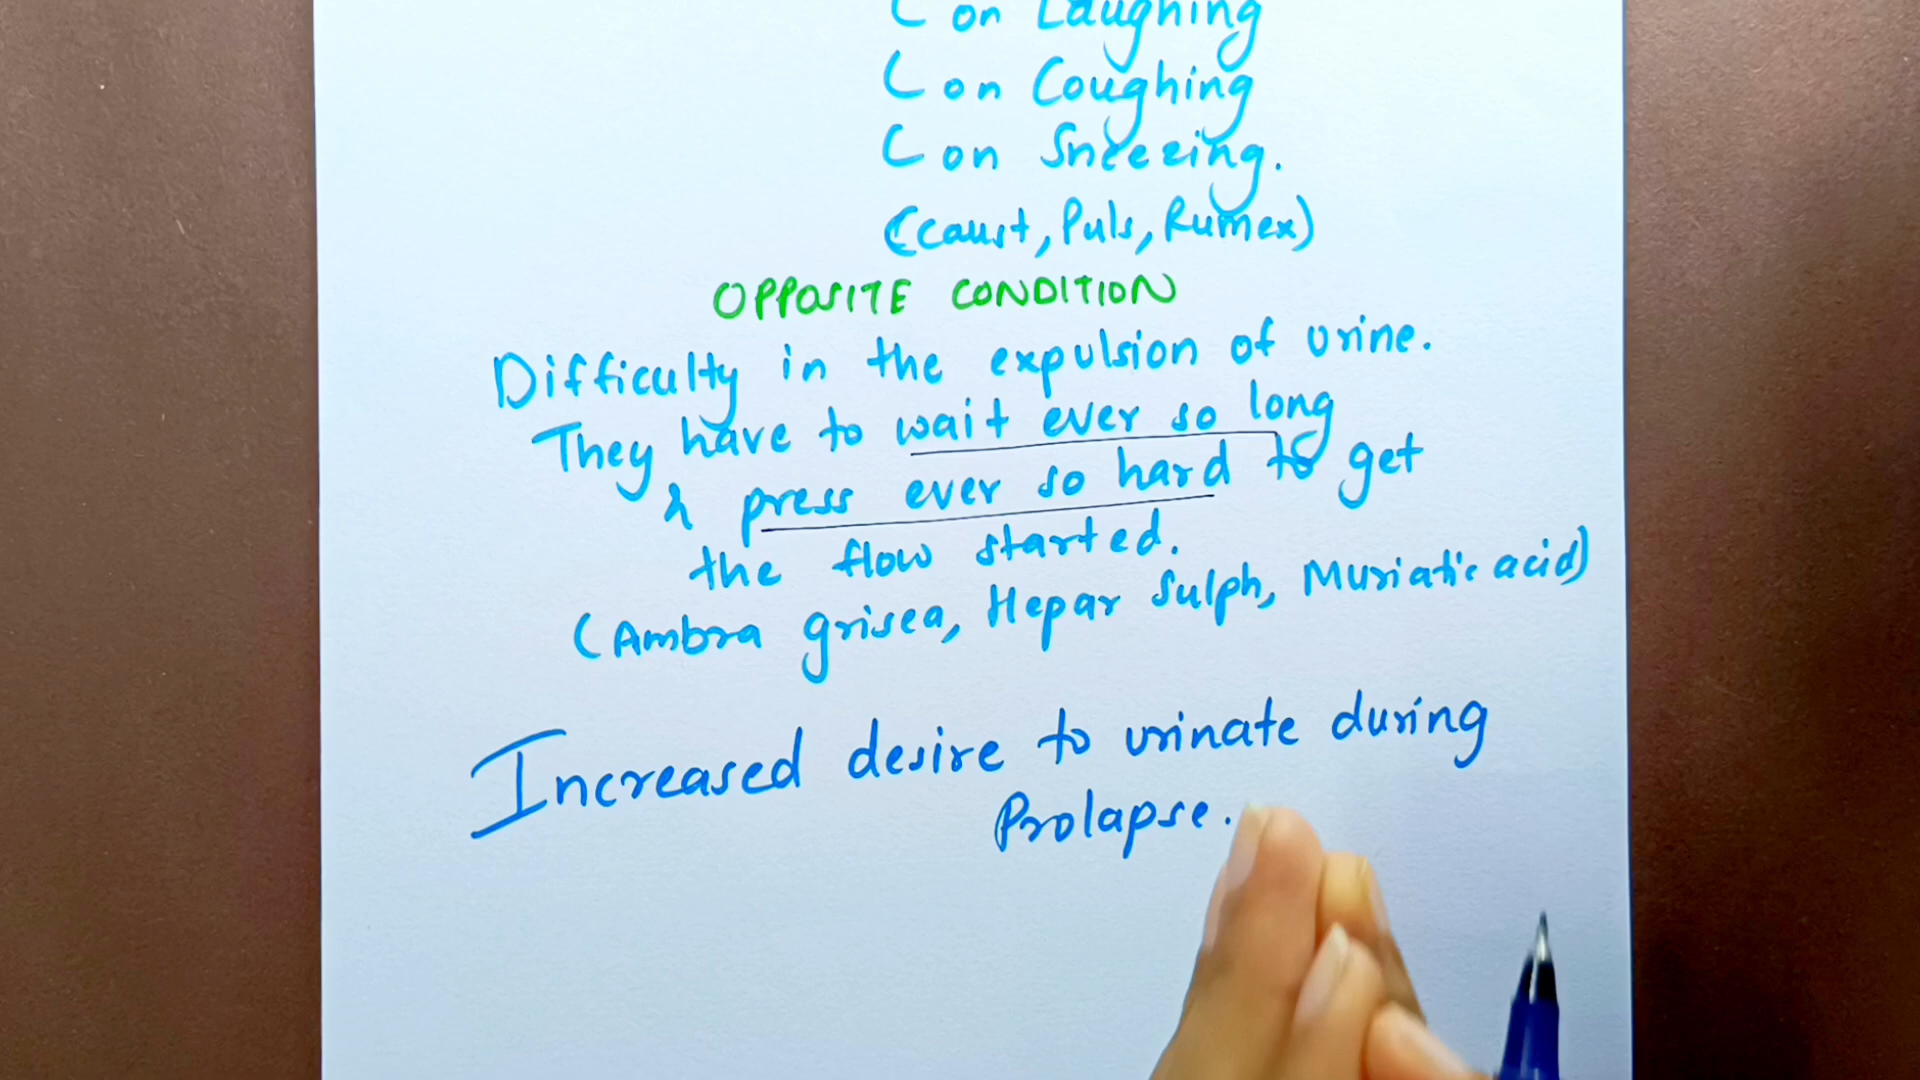 C on Laughing
C on Coughing
C on Sneezing.
(Caust, Puls, Rumex)
OPPOSITE CONDITION
Difficulty in the expulsion of urine.
They have to wait ever so long
& press ever so hard to get
the flow started.
(Ambra grisea, Hepar Sulph, Muriatic acid)
Increased desire to urinate during
Prolapse.